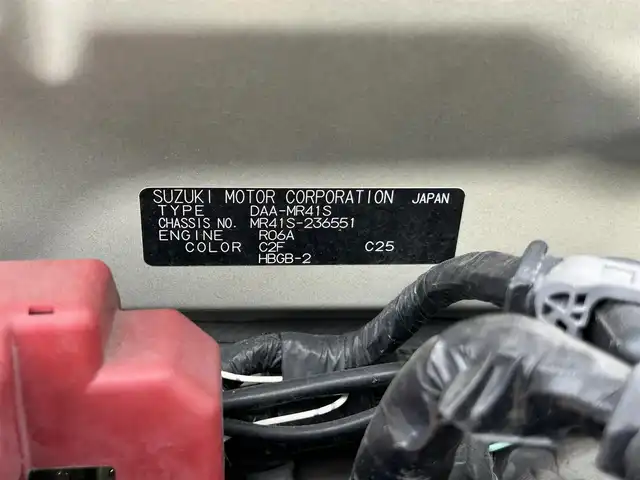 SUZUKI MOTOR CORPORATION JAPAN
TYPE DAA-MR41S
CHASSIS NO. MR41S-236551
ENGINE R06A
COLOR C2F C25
HBGB-2